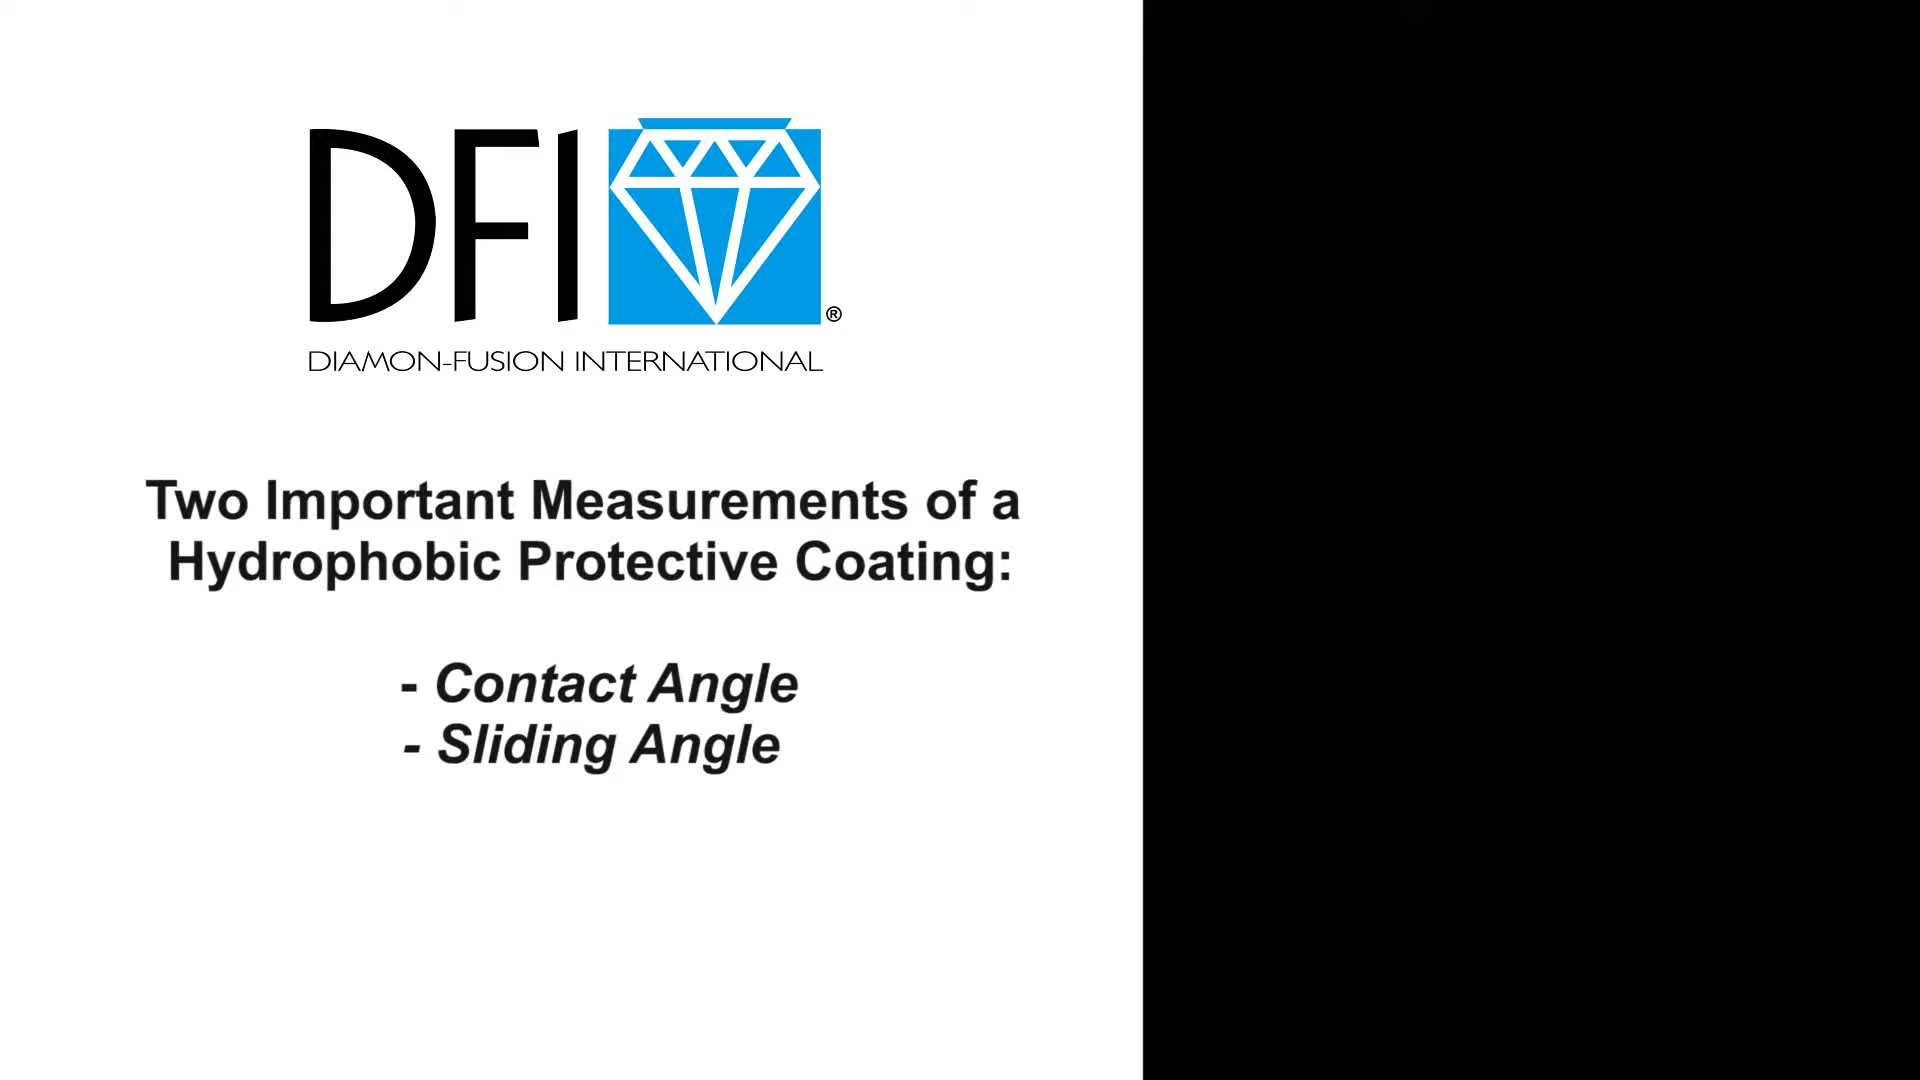 DFI
®
DIAMON-FUSION INTERNATIONAL
Two Important Measurements of a
Hydrophobic Protective Coating:
- Contact Angle
- Sliding Angle